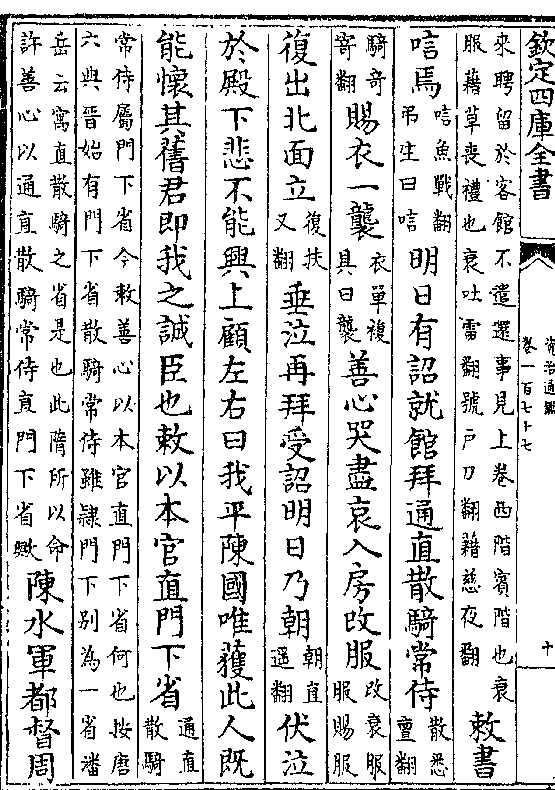 欽定四庫全書
資治通鑑
卷一百七十七
十
來聘留於客館不遣還事見上卷西階賓階也衰
服藉草喪禮也衰吐雷翻號戶刀翻藉慈夜翻
敕書
唁焉唁魚戰翻弔生曰唁明日有詔就館拜通直散騎常侍散悉亶翻
騎奇寄翻賜衣一襲衣單複具曰襲善心哭盡哀入房改服改衰服服賜服
復出北面立復扶又翻垂泣再拜受詔明日乃朝朝直遥翻伏泣
於殿下悲不能興上顧左右曰我平陳國唯獲此人既
能懷其舊君即我之誠臣也敕以本官直門下省通直散騎
常侍屬門下省今敕善心以本官直門下省何也按唐
六典晉始有門下省散騎常侍雖隸門下别為一省潘
岳云寓直散騎之省是也此隋所以命
許善心以通直散騎常侍直門下省歟
陳水軍都督周